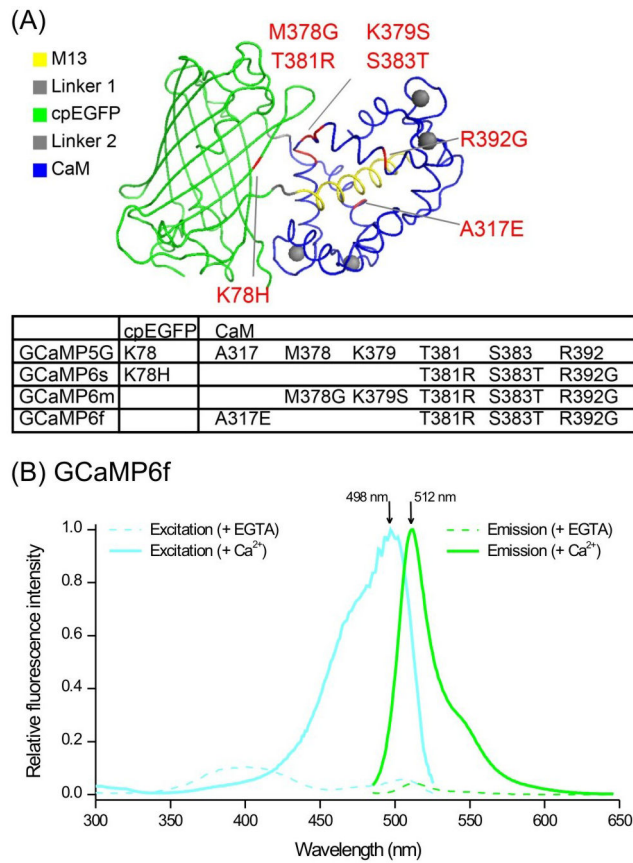 (A)
M378G K379S
T381R S383T
M13
Linker 1
cpEGFP
Linker 2
CaM
R392G
A317E
K78H
cpEGFP CaM
GCaMP5G K78 A317 M378 K379 T381 S383 R392
GCaMP6s K78H T381R S383T R392G
GCaMP6m M378G K379S T381R S383T R392G
GCaMP6f A317E T381R S383T R392G
(B) GCaMP6f
498 nm 512 nm
Excitation (+ EGTA) Emission (+ EGTA)
Excitation (+ Ca²⁺) Emission (+ Ca²⁺)
Relative fluorescence intensity
1.0
0.8
0.6
0.4
0.2
0.0
300 350 400 450 500 550 600 650
Wavelength (nm)